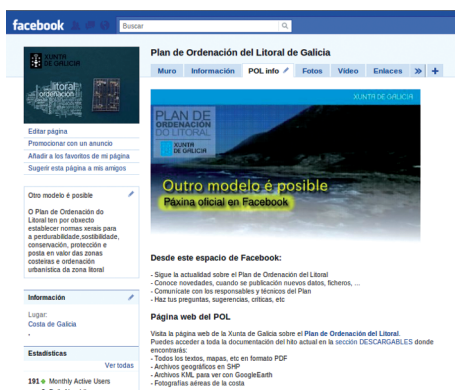 facebook
Buscar
XUNTA
DE GALICIA
litoral
ordenación
Editar página
Promocionar con un anuncio
Añadir a los favoritos de mi página
Sugerir esta página a mis amigos
Otro modelo é posible
O Plan de Ordenación do
Litoral ten por obxecto
establecer normas xerais para
a perdurabilidade,sostibilidade,
conservación, protección e
posta en valor das zonas
costeiras e ordenación
urbanística da zona litoral
Información
Lugar:
Costa de Galicia
Estadísticas
Ver todas
191 Monthly Active Users
Plan de Ordenación del Litoral de Galicia
Muro Información POL info Fotos Vídeo Enlaces » +
XUNTA DE GALICIA
PLAN DE
ORDENACIÓN
DO LITORAL
XUNTA
DE GALICIA
Outro modelo é posible
Páxina oficial en Facebook
Desde este espacio de Facebook:
- Sigue la actualidad sobre el Plan de Ordenación del Litoral
- Conoce novedades, cuando se publición nuevos datos, ficheros, ...
- Comunícate con los responsables y técnicos del Plan
- Haz tus preguntas, sugerencias, críticas, etc
Página web del POL
Visita la página web de la Xunta de Galicia sobre el Plan de Ordenación del Litoral.
Puedes acceder a toda la documentación del hito actual en la sección DESCARGABLES donde
encontrarás:
- Todos los textos, mapas, etc en formato PDF
- Archivos geográficos en SHP
- Archivos KML para ver con GoogleEarth
- Fotografías aéreas de la costa